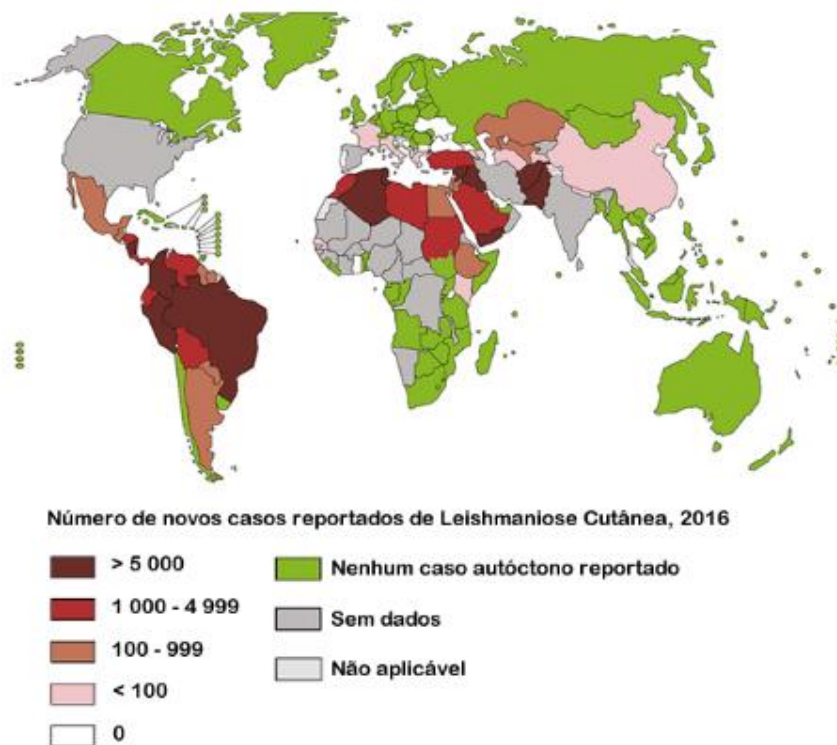 Número de novos casos reportados de Leishmaniose Cutânea, 2016
> 5 000
1 000 - 4 999
100 - 999
< 100
0
Nenhum caso autóctono reportado
Sem dados
Não aplicável